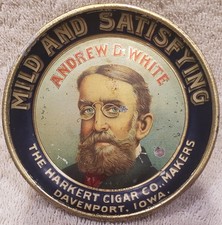 MILD AND SATISFYING
ANDREW D. WHITE
THE HARKERT CIGAR CO. MAKERS
DAVENPORT, IOWA.